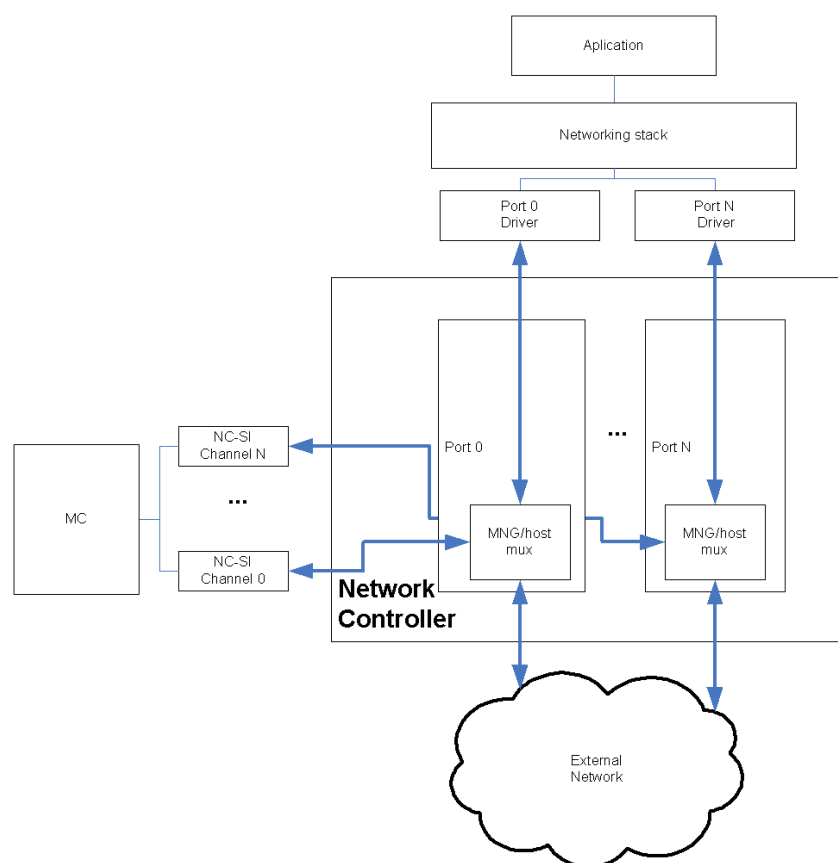 Aplication
Networking stack
Port 0
Driver
Port N
Driver
NC-SI
Channel N
...
Port 0
...
Port N
MC
...
MNG/host
mux
MNG/host
mux
NC-SI
Channel 0
Network
Controller
External
Network